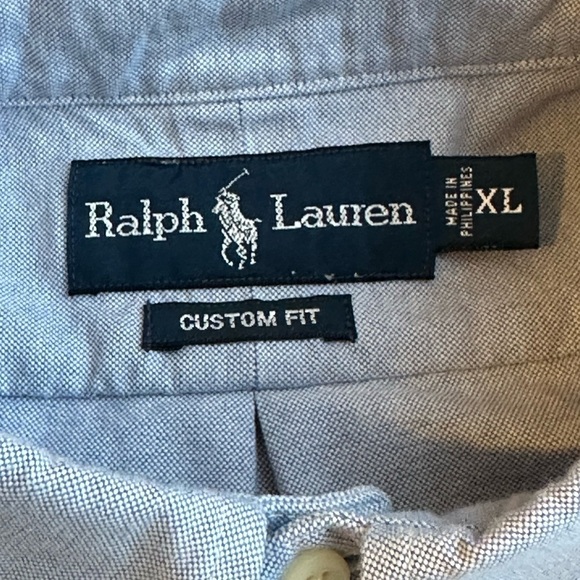 Ralph Lauren
MADE IN
PHILIPPINES
XL
CUSTOM FIT